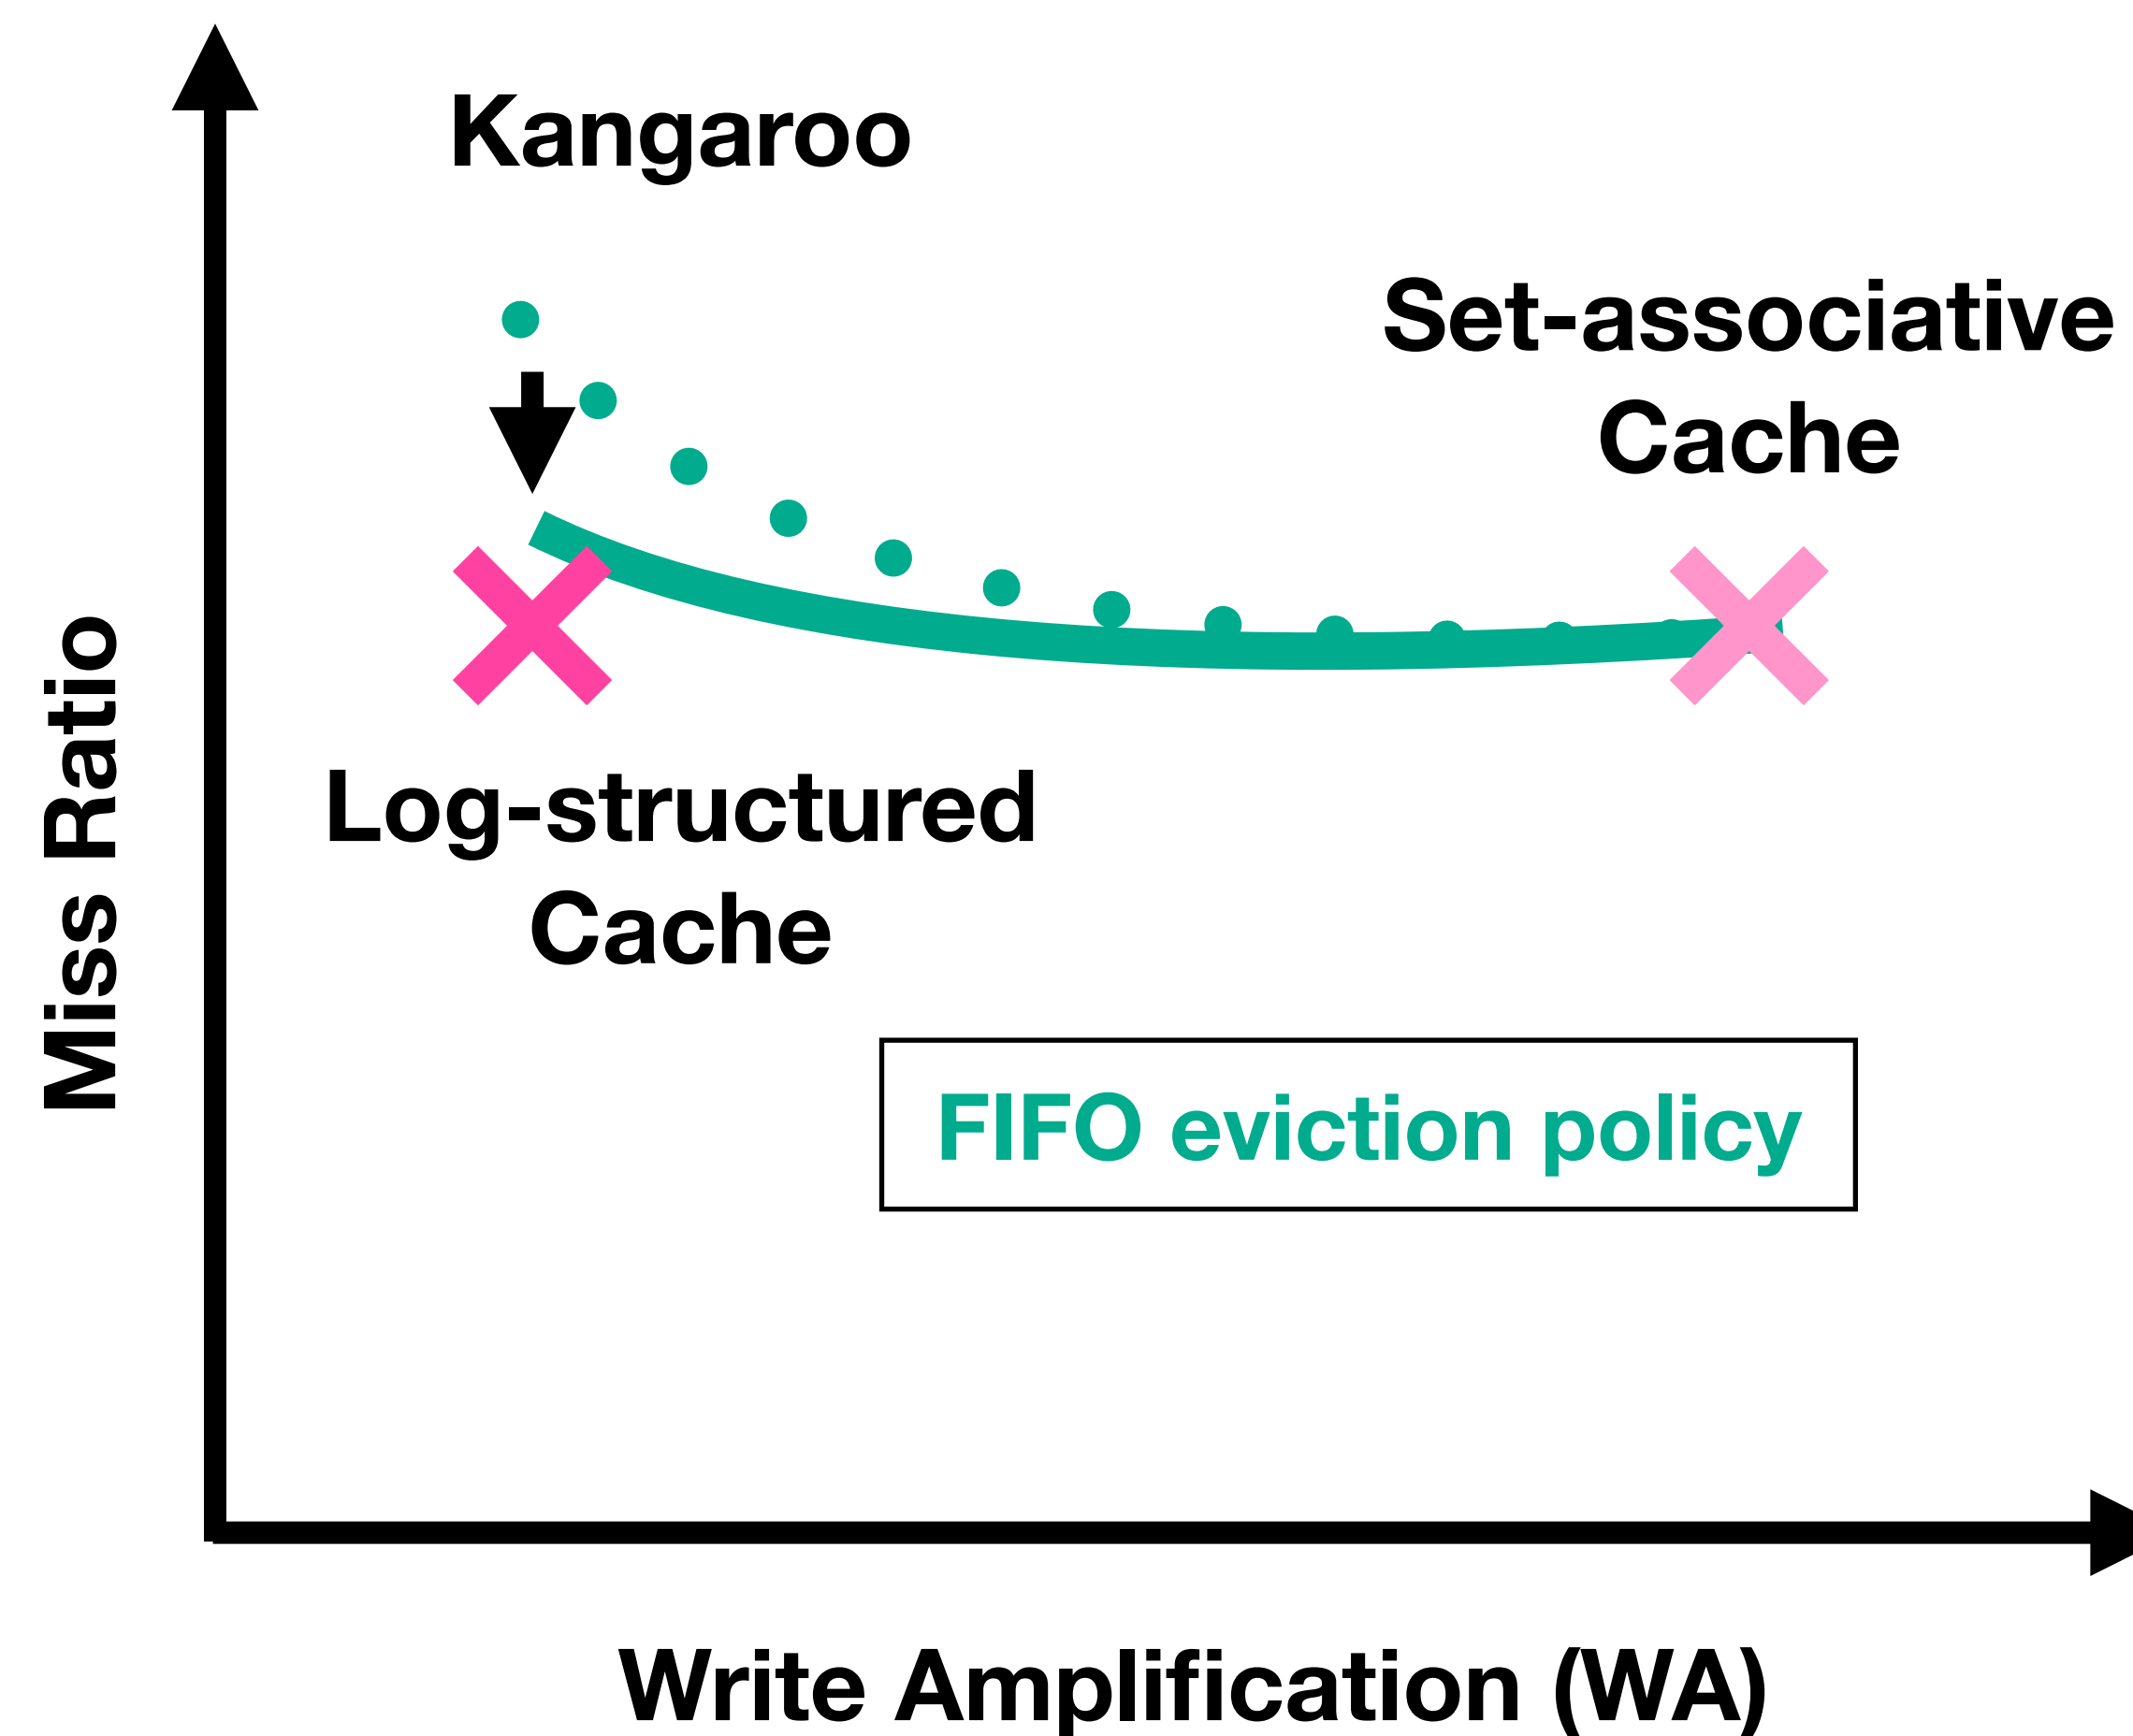 Kangaroo
Set-associative
Cache
Miss Ratio
Log-structured
Cache
FIFO eviction policy
Write Amplification (WA)